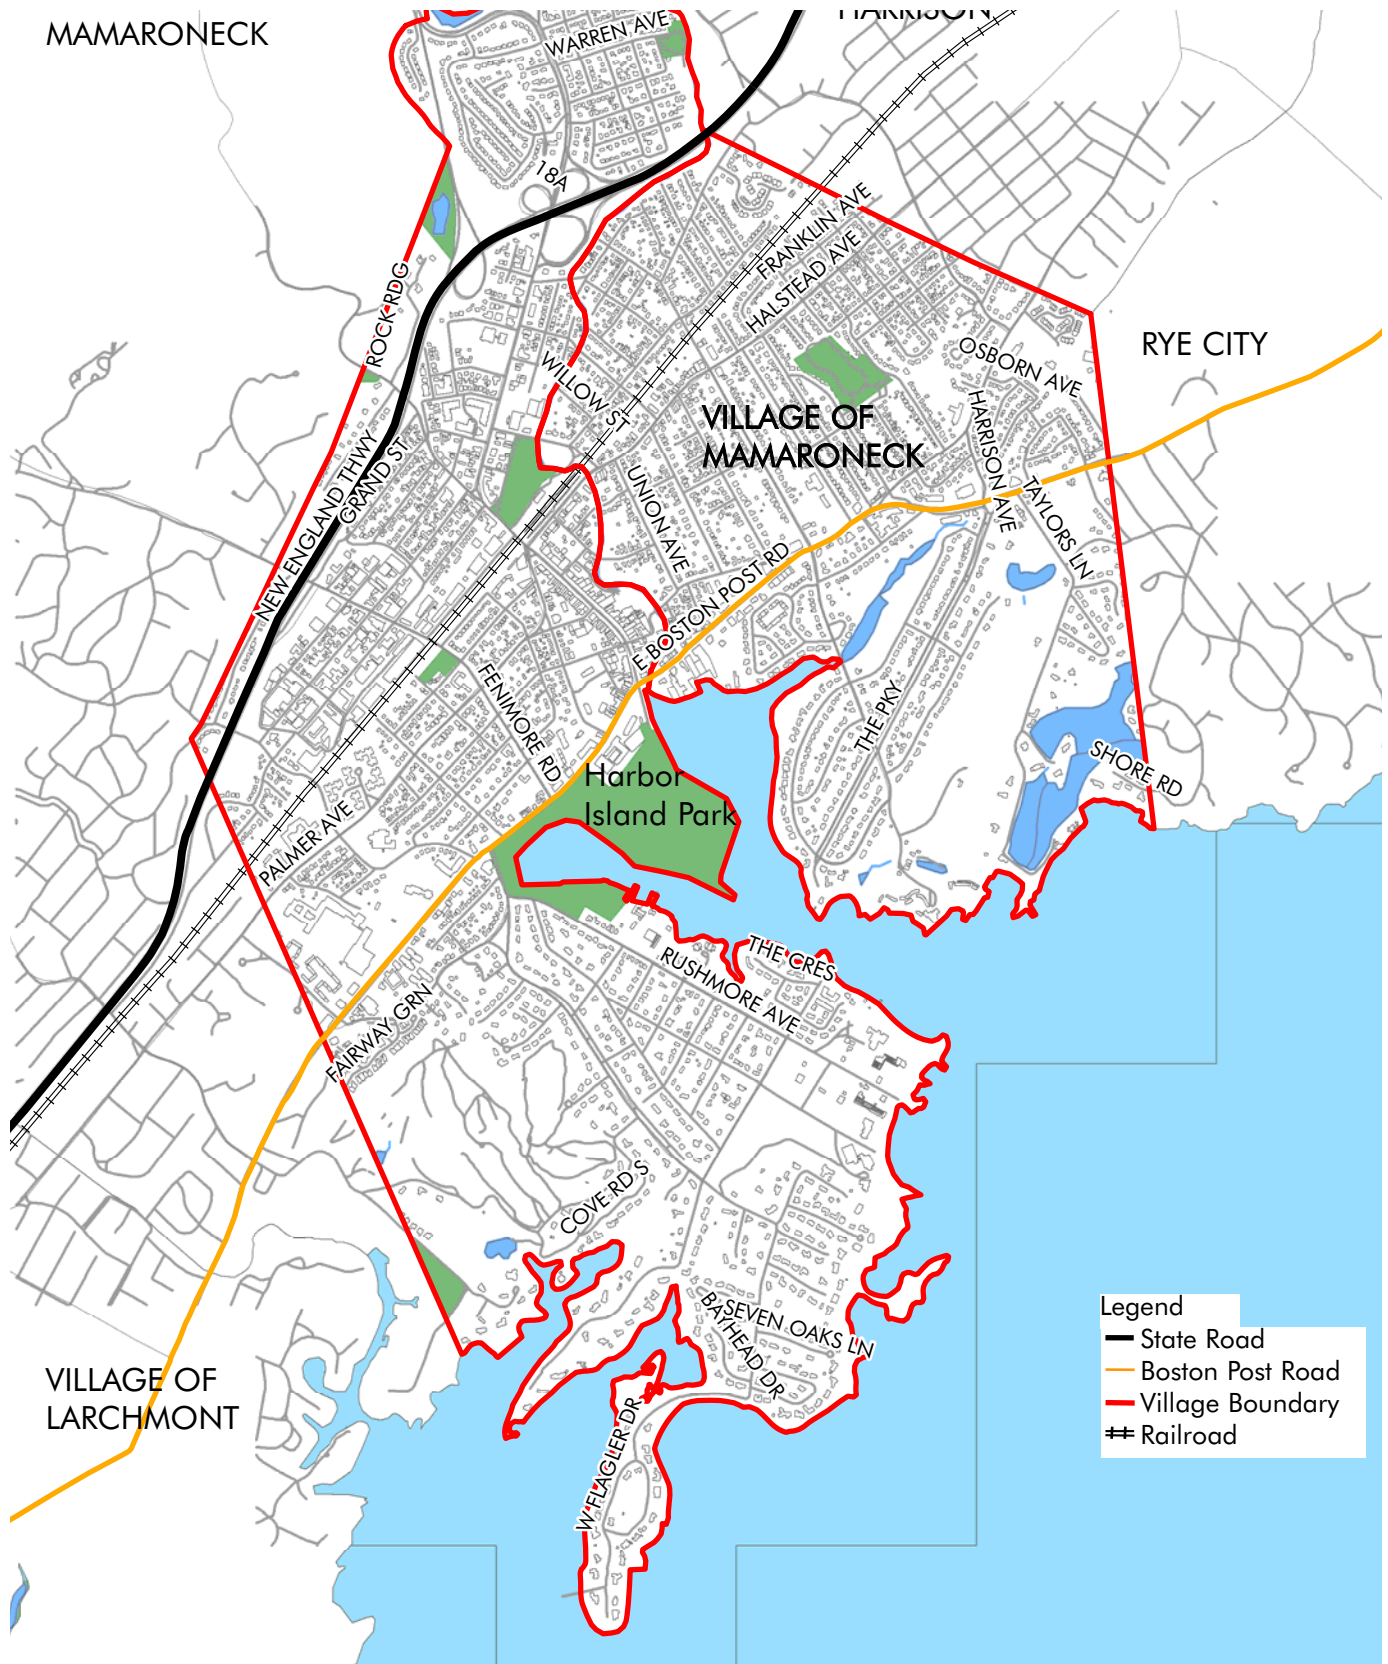 HARRISON
MAMARONECK
WARREN AVE
18A
FRANKLIN AVE
HALSTEAD AVE
ROCK RDG
RYE CITY
OSBORN AVE
WILLOW ST
HARRISON AVE
VILLAGE OF
MAMARONECK
NEW ENGLAND THWY
GRAND ST
UNION AVE
TAYLORS LN
E BOSTON POST RD
FENIMORE RD
THE PKY
SHORE RD
Harbor
Island Park
PALMER AVE
THE CRES
RUSHMORE AVE
FAIRWAY GRN
COVE RD S
SEVEN OAKS LN
BAYHEAD DR
W FLAGLER DR
VILLAGE OF
LARCHMONT
Legend
State Road
Boston Post Road
Village Boundary
Railroad